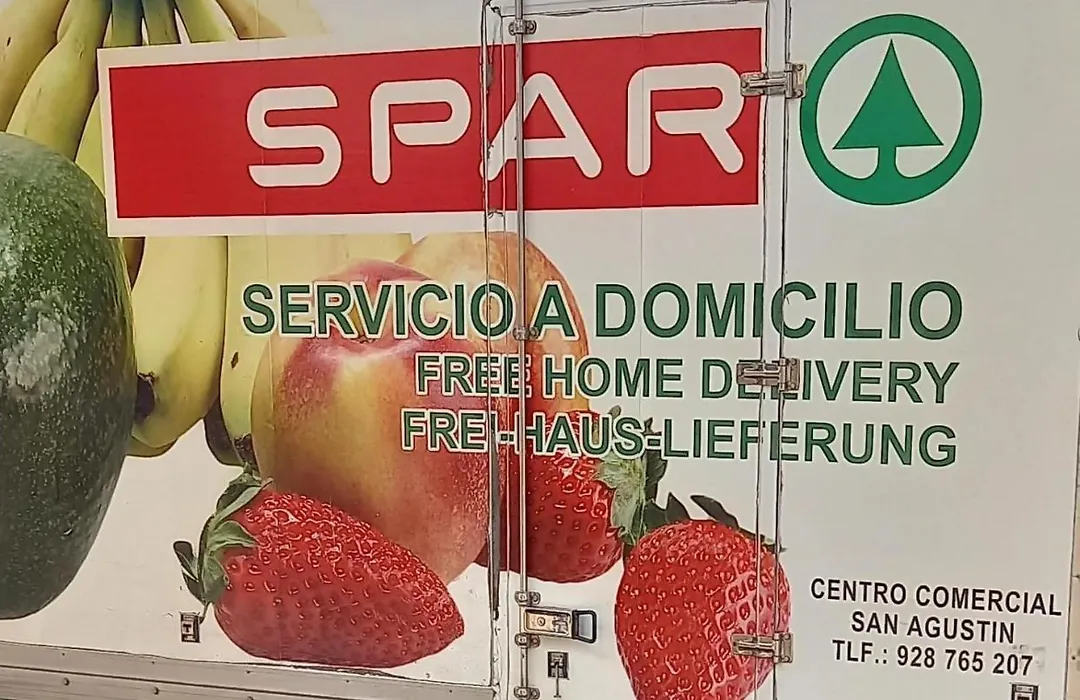 SPAR
SERVICIO A DOMICILIO
FREE HOME DELIVERY
FREI-HAUS-LIEFERUNG
CENTRO COMERCIAL
SAN AGUSTIN
TLF.: 928 765 207